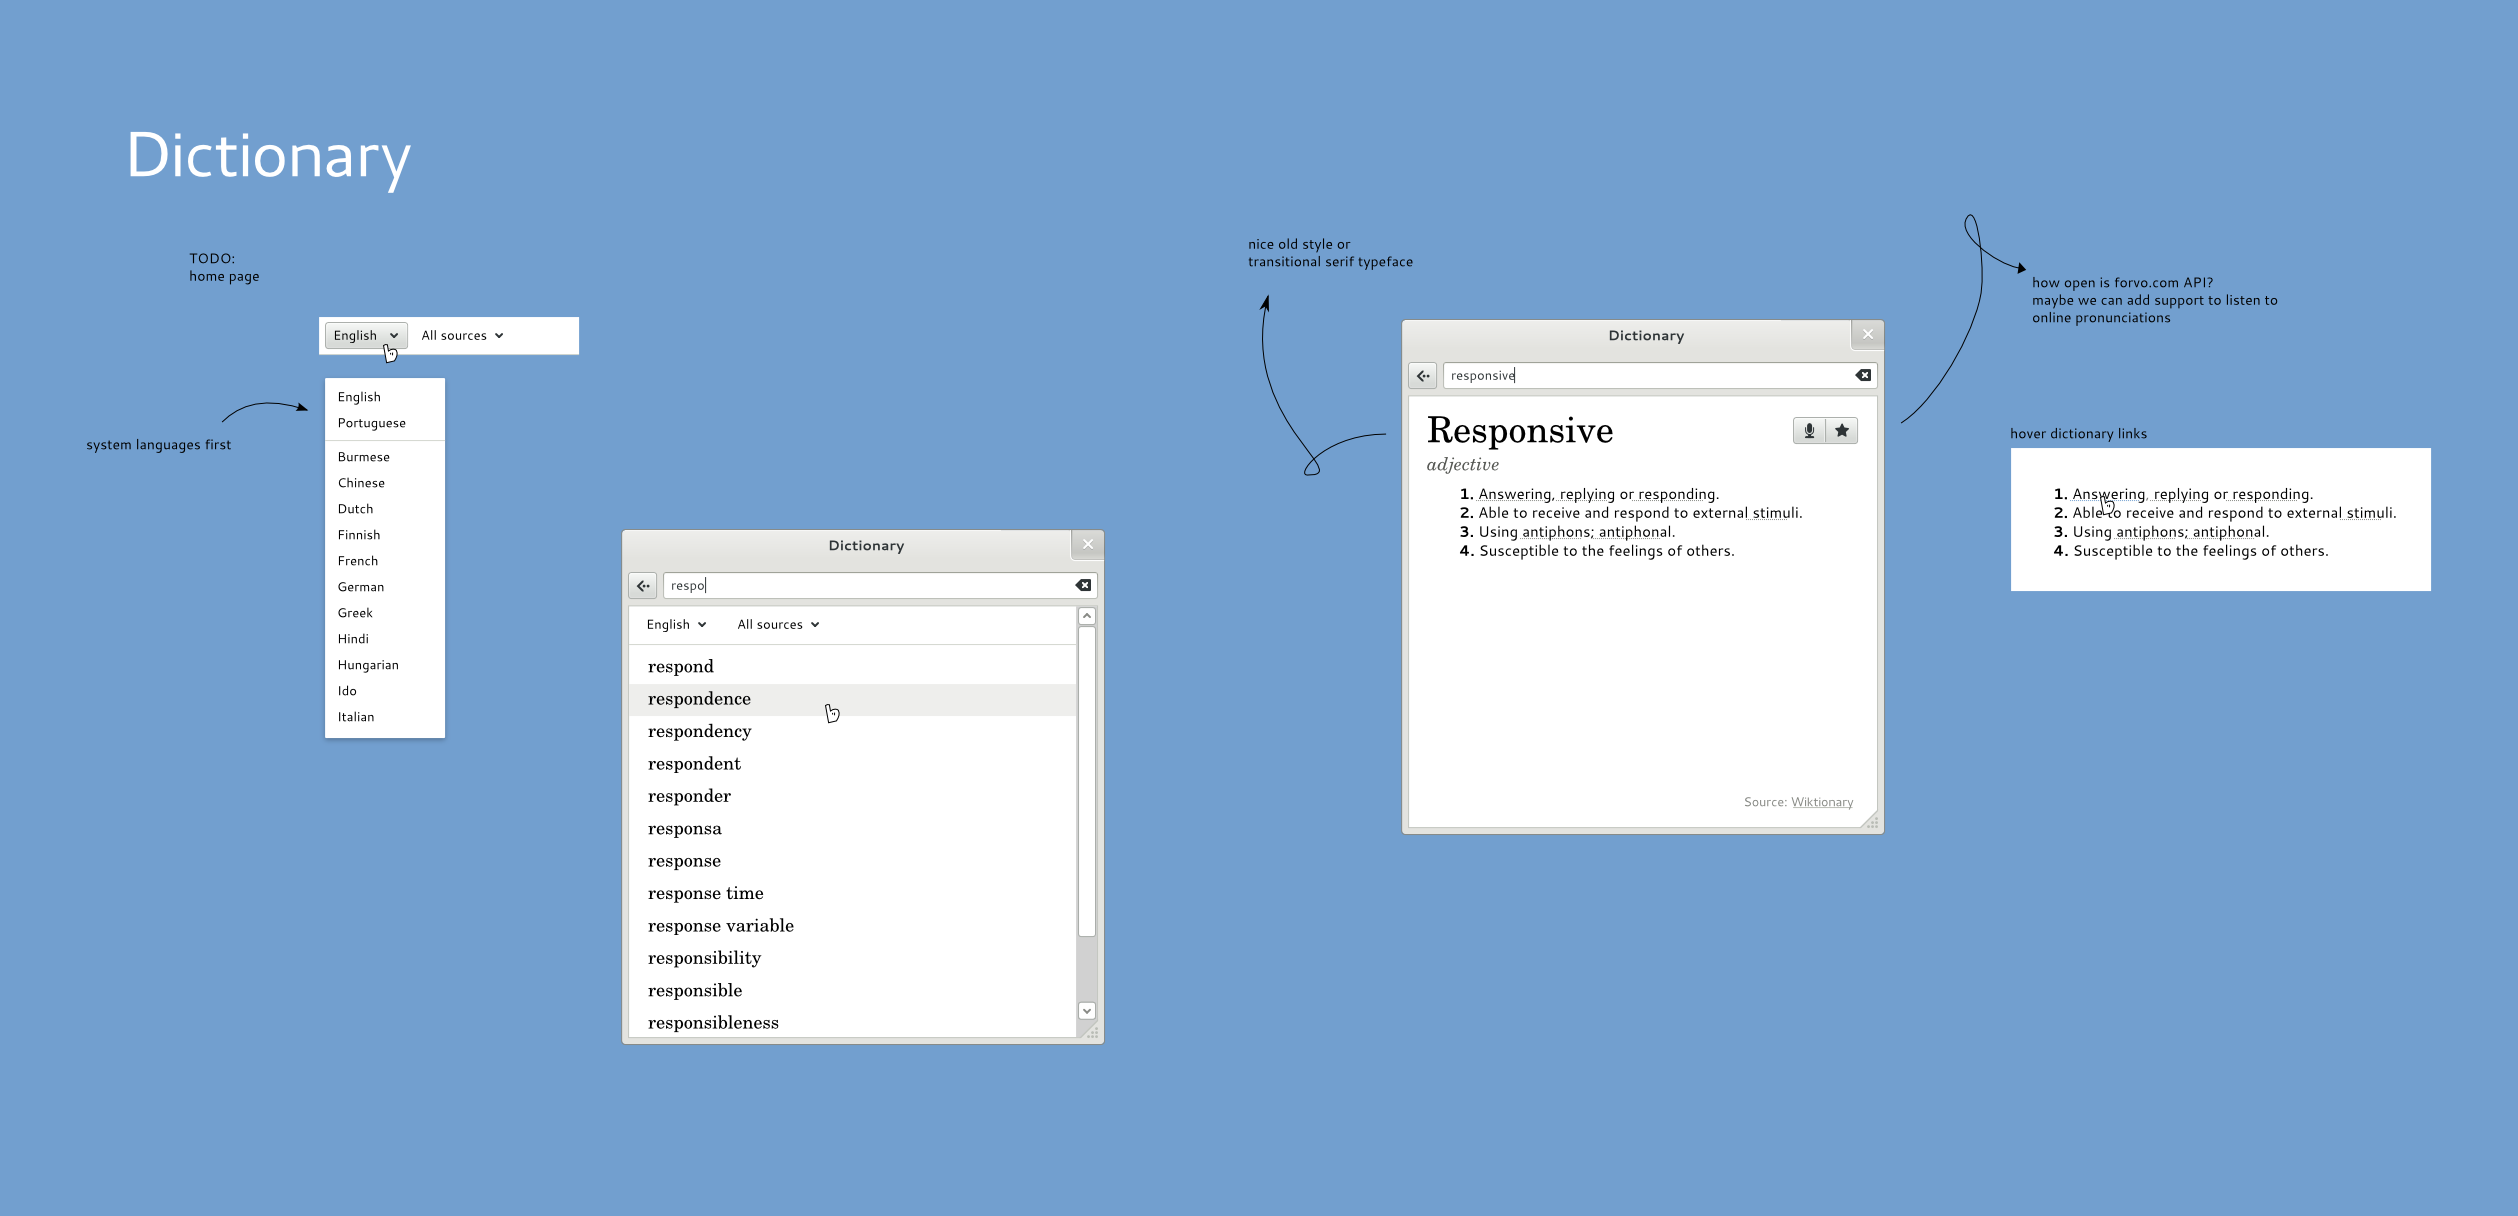 Dictionary
TODO:
home page
English
All sources
system languages first
English
Portuguese
Burmese
Chinese
Dutch
Finnish
French
German
Greek
Hindi
Hungarian
Ido
Italian
Dictionary
respo
English
All sources
respond
respondence
respondency
respondent
responder
responsa
response
response time
response variable
responsibility
responsible
responsibleness
nice old style or
transitional serif typeface
Dictionary
responsive
Responsive
adjective
1. Answering, replying or responding.
2. Able to receive and respond to external stimuli.
3. Using antiphons; antiphonal.
4. Susceptible to the feelings of others.
Source: Wiktionary
how open is forvo.com API?
maybe we can add support to listen to
online pronunciations
hover dictionary links
1. Answering, replying or responding.
2. Able to receive and respond to external stimuli.
3. Using antiphons; antiphonal.
4. Susceptible to the feelings of others.